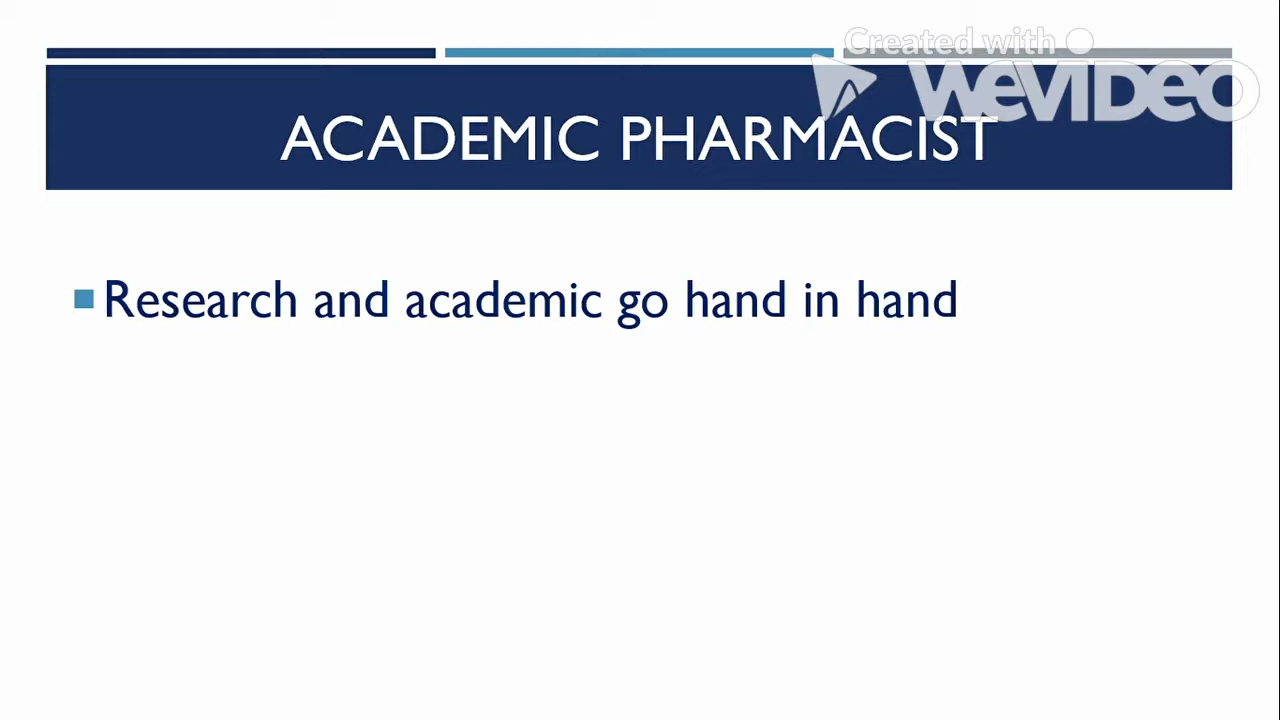 Created with
WEVIDEO
ACADEMIC PHARMACIST
Research and academic go hand in hand